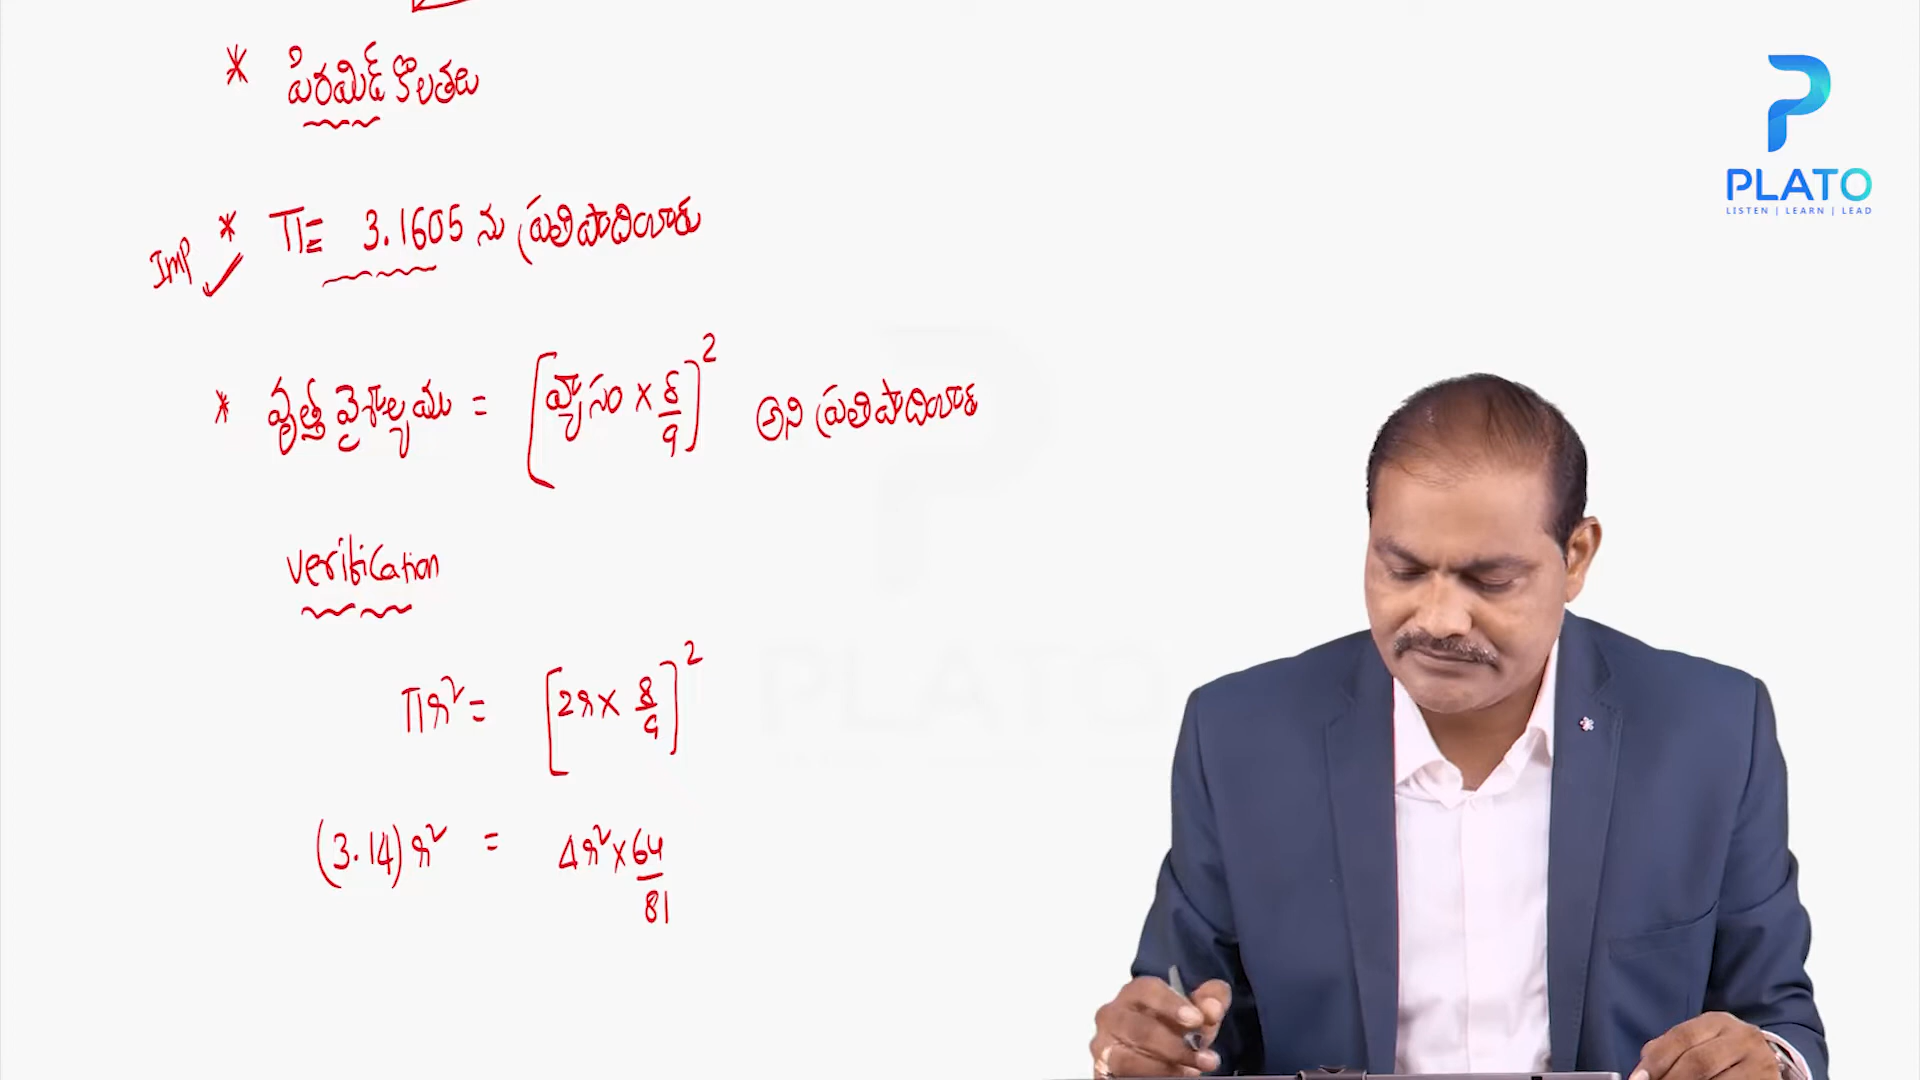 * పిరమిడ్ కొలతలు
PLATO
LISTEN | LEARN | LEAD
Imp * π = 3.1605 ను ప్రతిపాదించారు
* వృత్త వైశాల్యము = [వ్యాసం × 8/9]² అని ప్రతిపాదించారు
verification
πr² = [2r × 8/9]²
(3.14) r² = 4r² × 64/81
PLATO